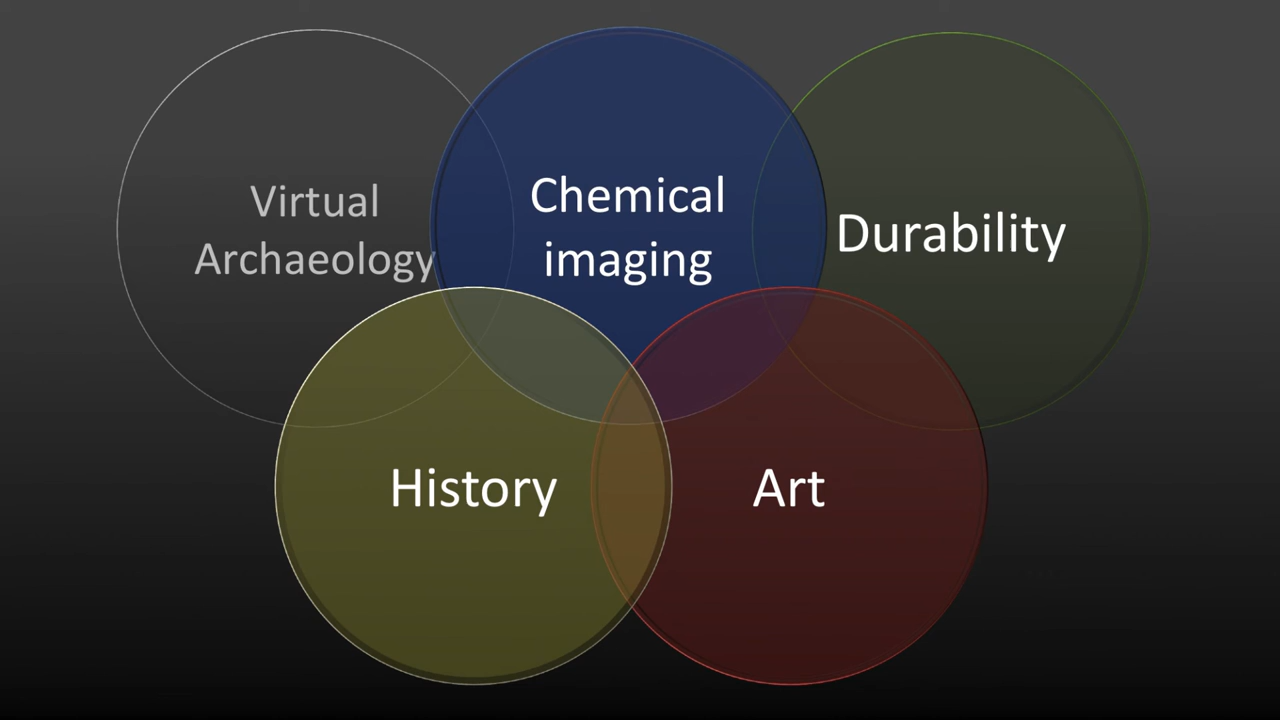 Virtual
Archaeology
Chemical
imaging
Durability
History
Art